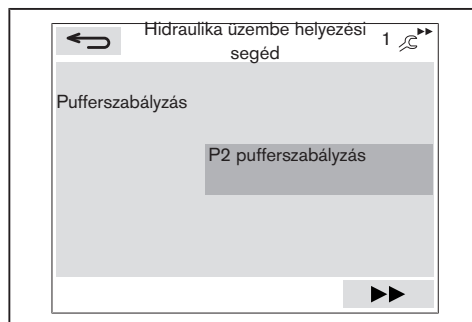 Hidraulika üzembe helyezési
segéd
1
Pufferszabályzás
P2 pufferszabályzás